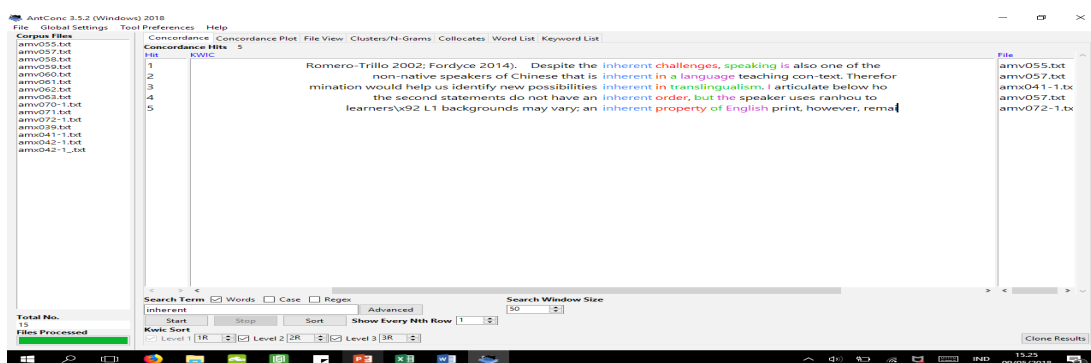 AntConc 3.5.2 (Windows) 2018
File Global Settings Tool Preferences Help
Corpus Files
amv055.txt
amv057.txt
amv058.txt
amv059.txt
amv060.txt
amv061.txt
amv062.txt
amv063.txt
amv070-1.txt
amv071.txt
amv072-1.txt
amx039.txt
amx041-1.txt
amx042-1.txt
amx042-1_.txt
Total No.
15
Files Processed
Concordance Concordance Plot File View Clusters/N-Grams Collocates Word List Keyword List
Concordance Hits 5
Hit KWIC File
1 Romero-Trillo 2002; Fordyce 2014). Despite the inherent challenges, speaking is also one of the amv055.txt
2 non-native speakers of Chinese that is inherent in a language teaching con-text. Therefor amv057.txt
3 mination would help us identify new possibilities inherent in translingualism. I articulate below ho amx041-1.tx
4 the second statements do not have an inherent order, but the speaker uses ranhou to amv057.txt
5 learners\x92 L1 backgrounds may vary; an inherent property of English print, however, remai amv072-1.tx
Search Term Words Case Regex Search Window Size
inherent Advanced 50
Start Stop Sort Show Every Nth Row 1
Kwic Sort
Level 1 1R Level 2 2R Level 3 3R Clone Results
IND 15.25
09/05/2018